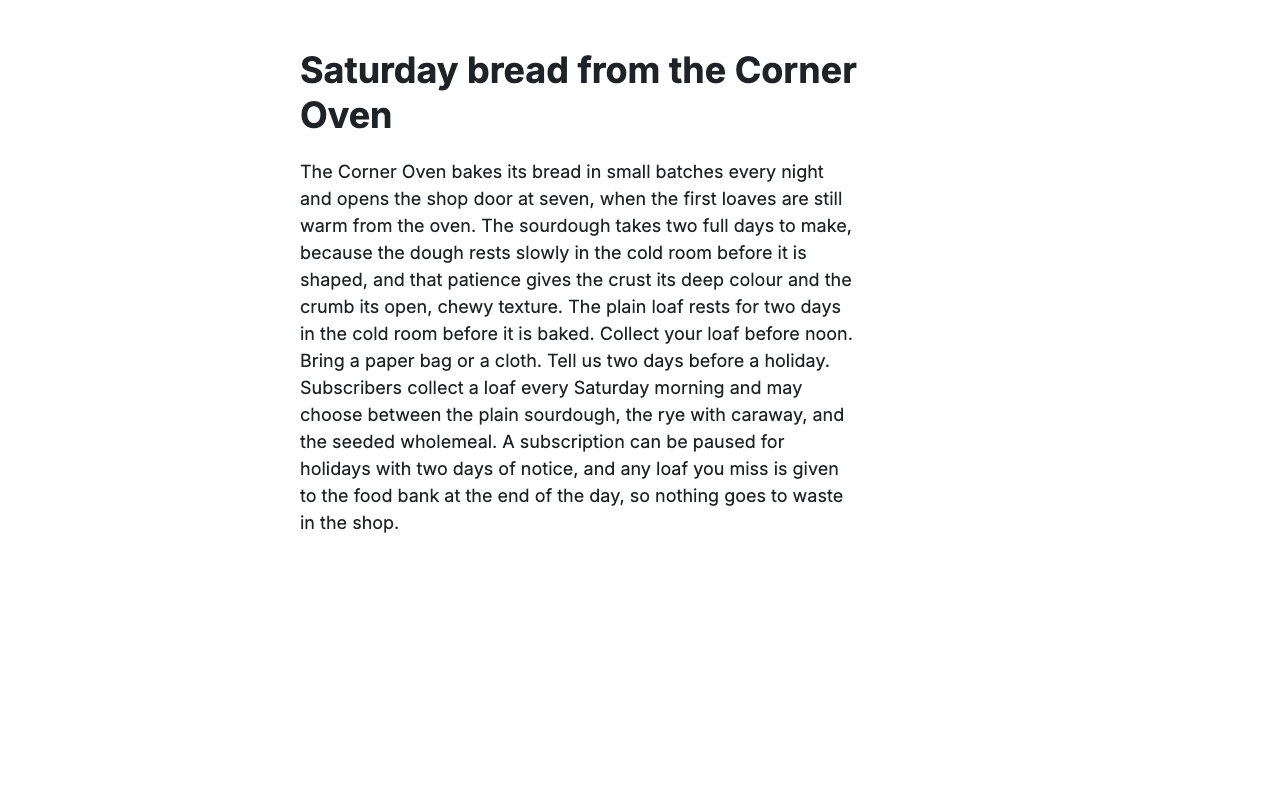 Saturday bread from the Corner
Oven
The Corner Oven bakes its bread in small batches every night
and opens the shop door at seven, when the first loaves are still
warm from the oven. The sourdough takes two full days to make,
because the dough rests slowly in the cold room before it is
shaped, and that patience gives the crust its deep colour and the
crumb its open, chewy texture. The plain loaf rests for two days
in the cold room before it is baked. Collect your loaf before noon.
Bring a paper bag or a cloth. Tell us two days before a holiday.
Subscribers collect a loaf every Saturday morning and may
choose between the plain sourdough, the rye with caraway, and
the seeded wholemeal. A subscription can be paused for
holidays with two days of notice, and any loaf you miss is given
to the food bank at the end of the day, so nothing goes to waste
in the shop.